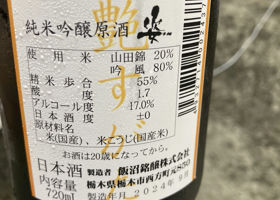 純米吟醸原酒 姿
艶すがた
使用米 山田錦 20%
吟風 80%
精米歩合 55%
酸度 1.7
アルコール度 17.0%
日本酒度 ±0
原材料名
米(国産)、米こうじ(国産米)
お酒は20歳になってから。
日本酒 製造者 飯沼銘醸株式会社
内容量 栃木県栃木市西方町元850
720ml 製造年月 2024年9月